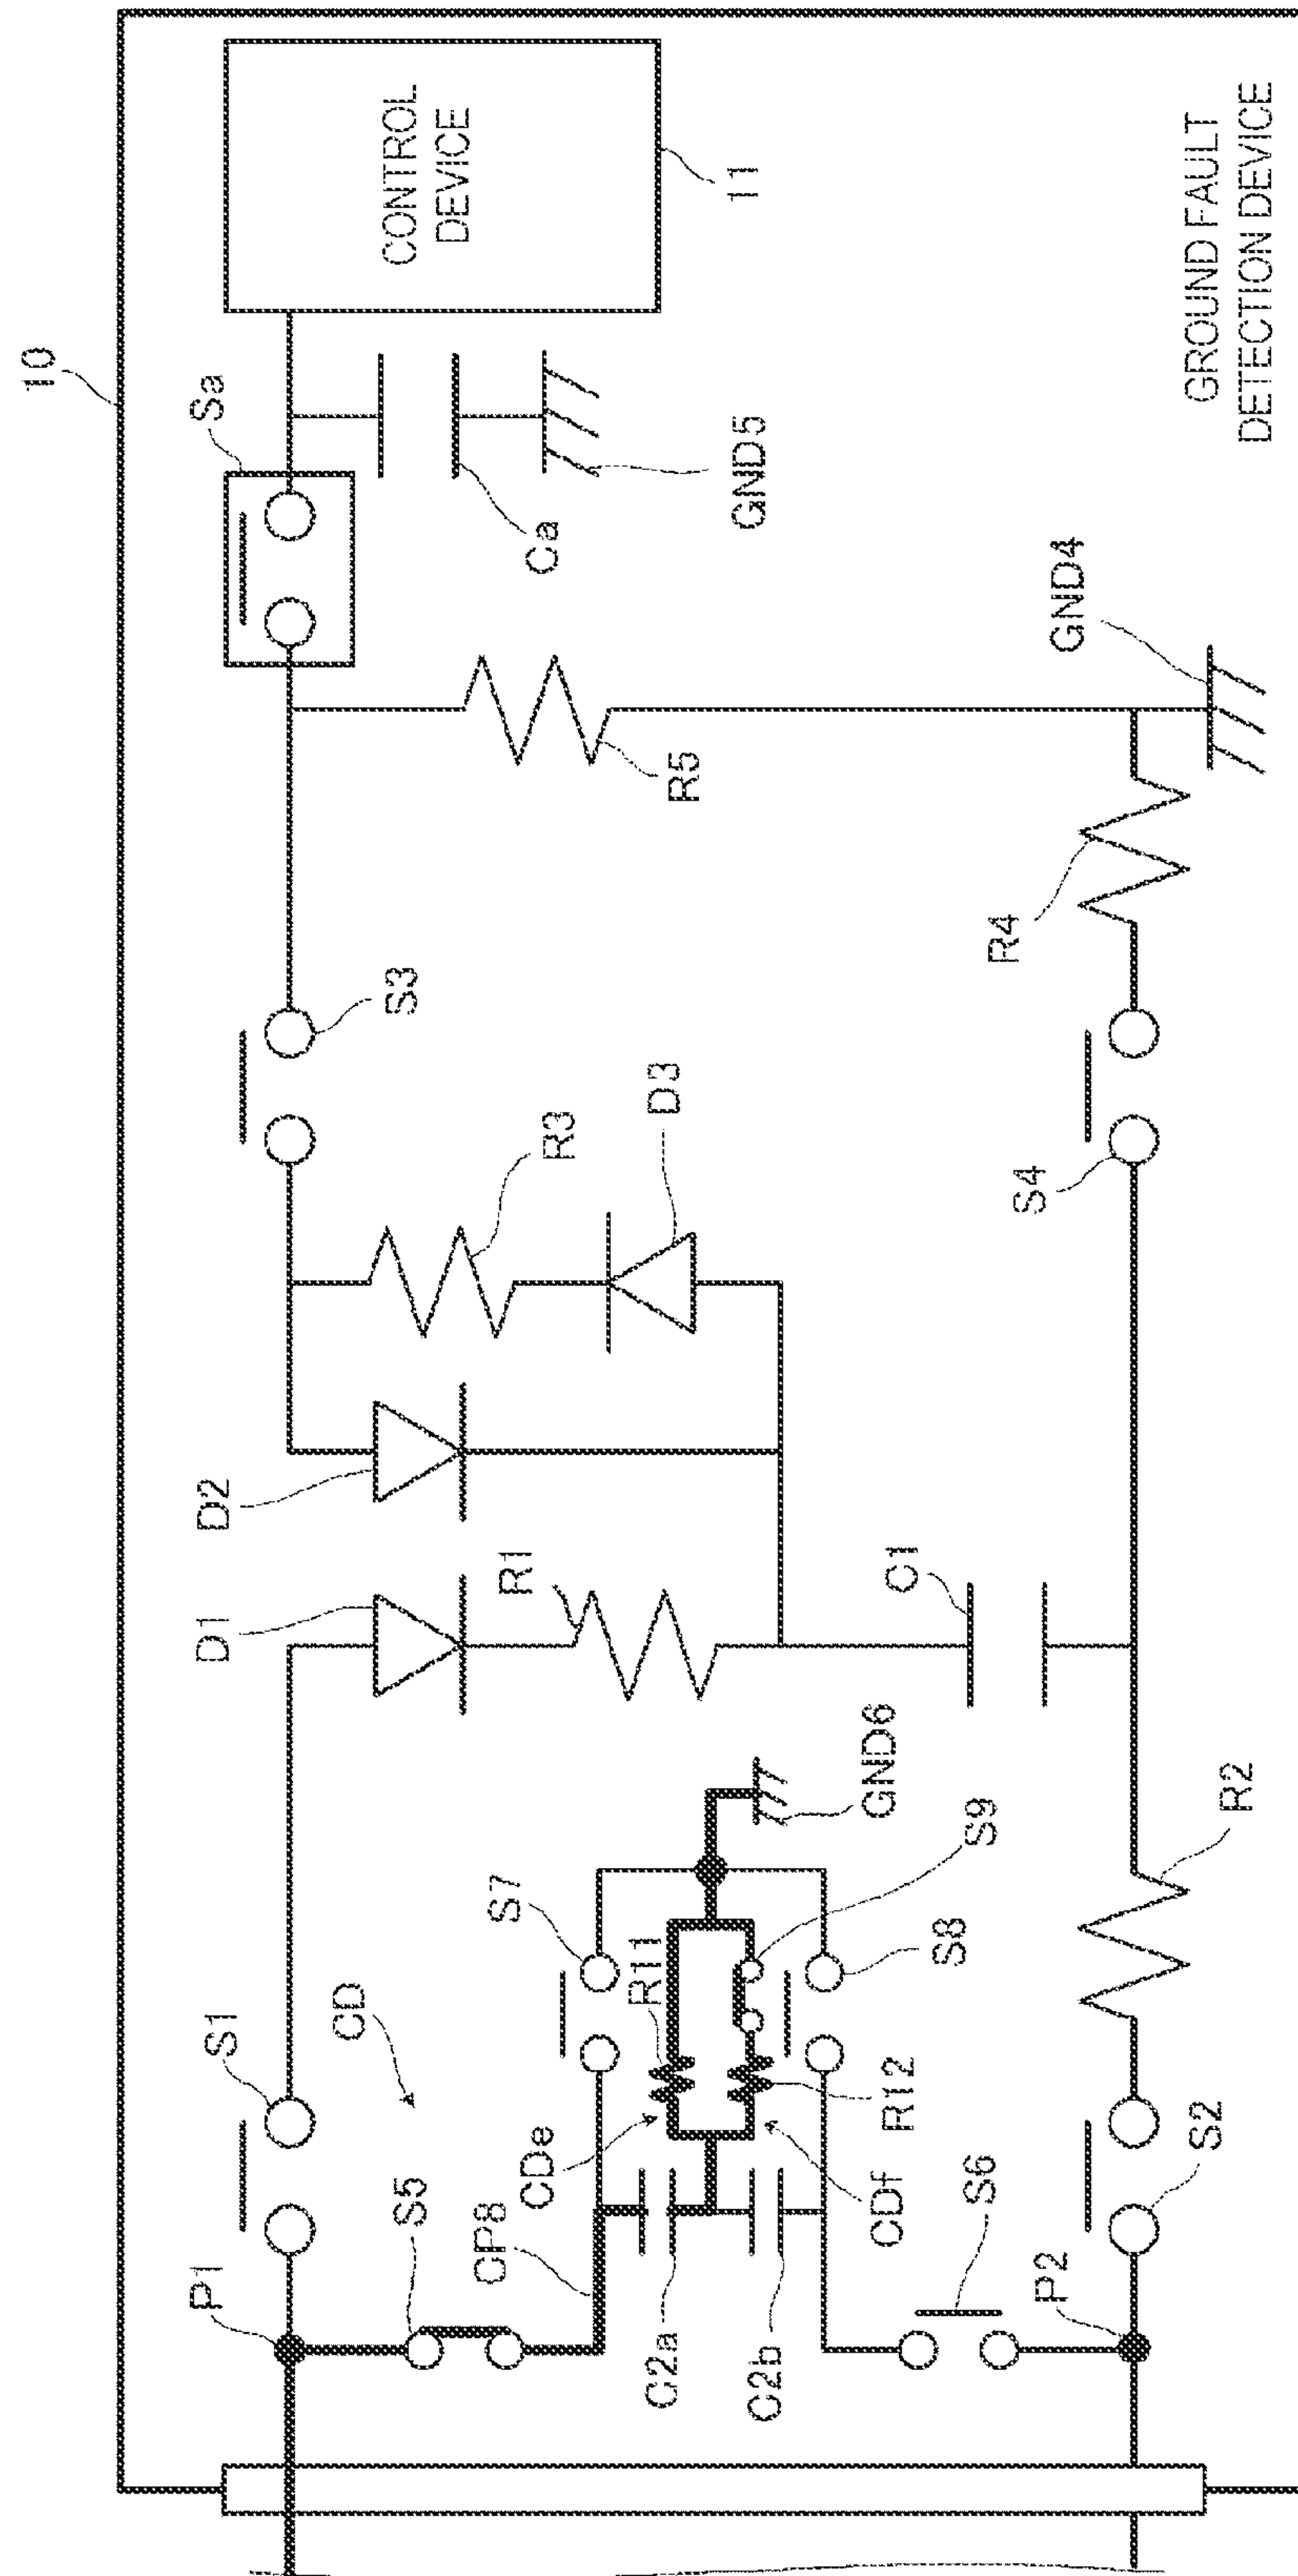 10
CONTROL
DEVICE
11
Sa
Ca
GND5
GROUND FAULT
DETECTION DEVICE
GND4
R5
R4
S3
S4
R3
D3
D2
D1
R1
C1
GND6
R2
S7
S9
S8
R11
R12
S1
CD
CDe
CDf
S2
S5
CP8
S6
P1
C2a
C2b
P2